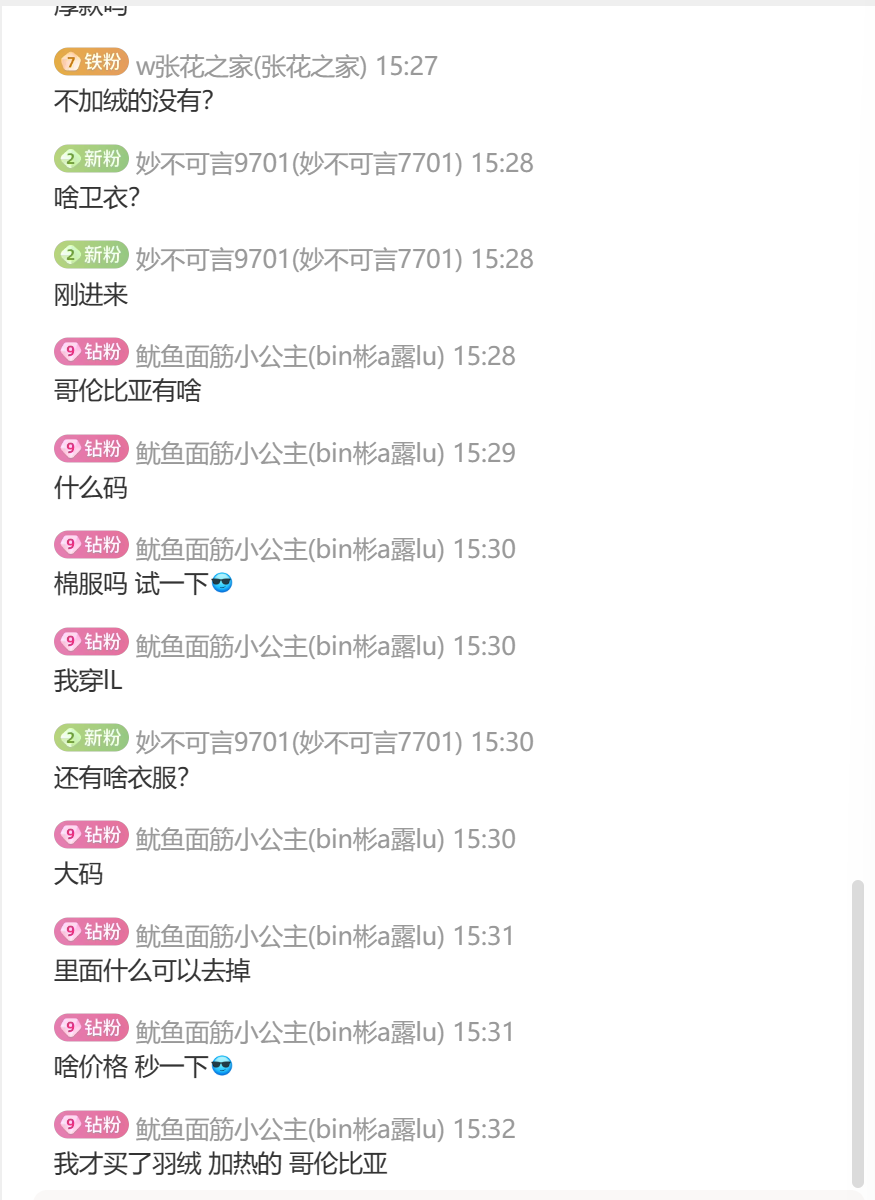 厚款吗
7 铁粉 w张花之家(张花之家) 15:27
不加绒的没有?
2 新粉 妙不可言9701(妙不可言7701) 15:28
啥卫衣?
2 新粉 妙不可言9701(妙不可言7701) 15:28
刚进来
9 钻粉 鱿鱼面筋小公主(bin彬a露lu) 15:28
哥伦比亚有啥
9 钻粉 鱿鱼面筋小公主(bin彬a露lu) 15:29
什么码
9 钻粉 鱿鱼面筋小公主(bin彬a露lu) 15:30
棉服吗 试一下😎
9 钻粉 鱿鱼面筋小公主(bin彬a露lu) 15:30
我穿lL
2 新粉 妙不可言9701(妙不可言7701) 15:30
还有啥衣服?
9 钻粉 鱿鱼面筋小公主(bin彬a露lu) 15:30
大码
9 钻粉 鱿鱼面筋小公主(bin彬a露lu) 15:31
里面什么可以去掉
9 钻粉 鱿鱼面筋小公主(bin彬a露lu) 15:31
啥价格 秒一下😎
9 钻粉 鱿鱼面筋小公主(bin彬a露lu) 15:32
我才买了羽绒 加热的 哥伦比亚